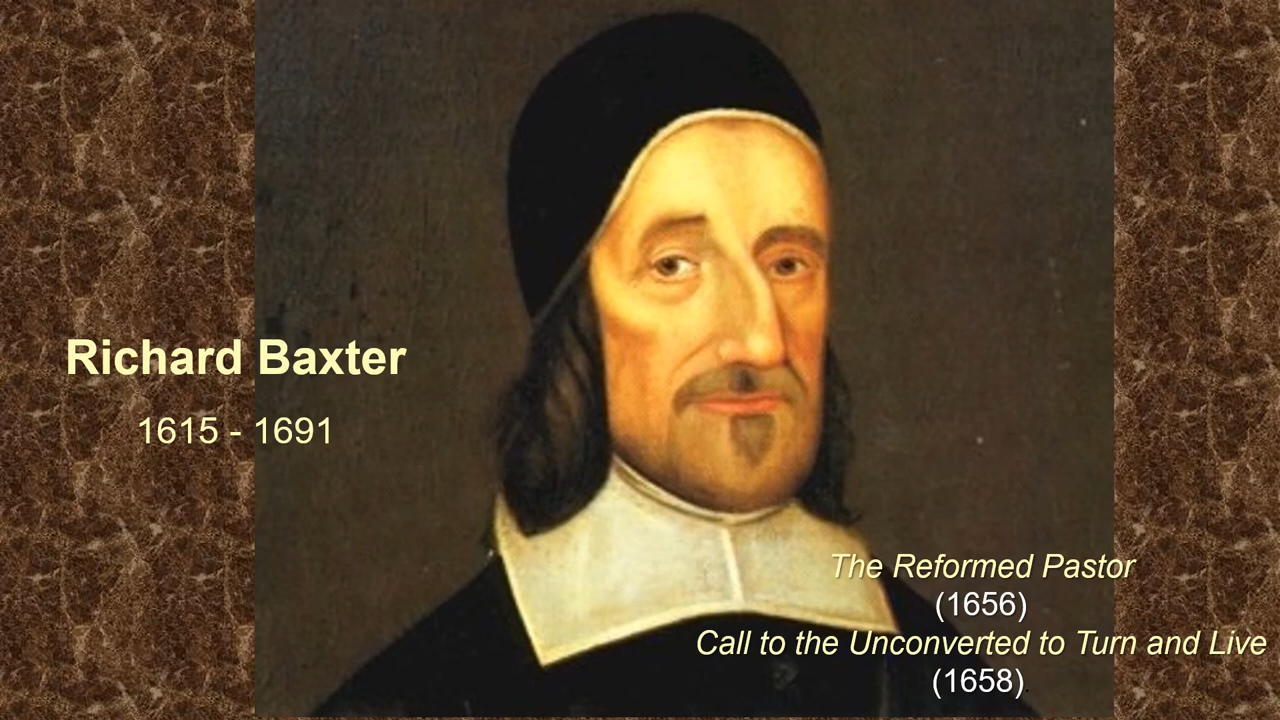 Richard Baxter
1615 - 1691
The Reformed Pastor
(1656)
Call to the Unconverted to Turn and Live
(1658).